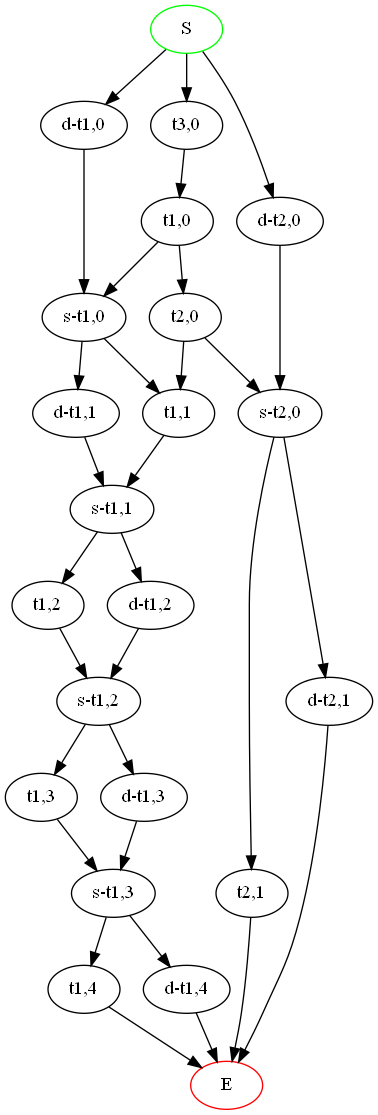 S
d-t1,0
t3,0
t1,0
d-t2,0
s-t1,0
t2,0
d-t1,1
t1,1
s-t2,0
s-t1,1
t1,2
d-t1,2
s-t1,2
d-t2,1
t1,3
d-t1,3
s-t1,3
t2,1
t1,4
d-t1,4
E